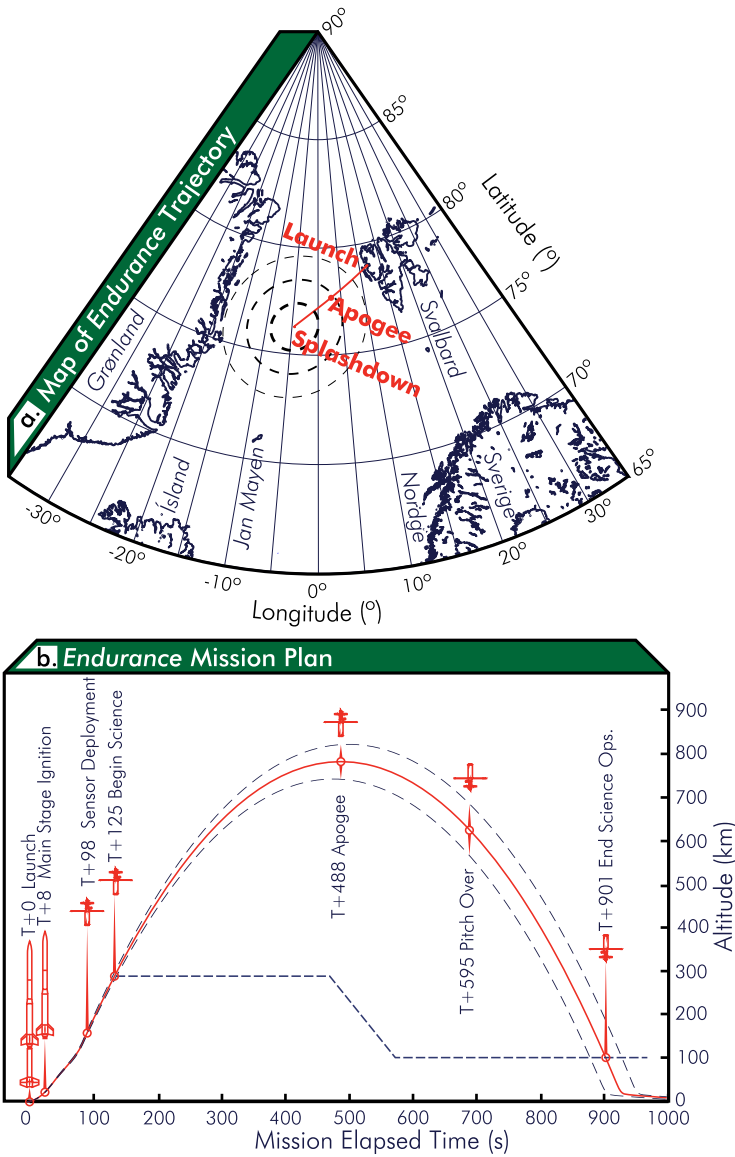 a. Map of Endurance Trajectory
90°
85°
80°
75°
70°
65°
Latitude (°)
Launch
Apogee
Splashdown
Grønland
Svalbard
Ísland
Jan Mayen
Nordge
Sverige
-30°
-20°
-10°
0°
10°
20°
30°
Longitude (°)
b. Endurance Mission Plan
T+0 Launch
T+8 Main Stage Ignition
T+98 Sensor Deployment
T+125 Begin Science
T+488 Apogee
T+595 Pitch Over
T+901 End Science Ops.
900
800
700
600
500
400
300
200
100
0
Altitude (km)
0 100 200 300 400 500 600 700 800 900 1000
Mission Elapsed Time (s)